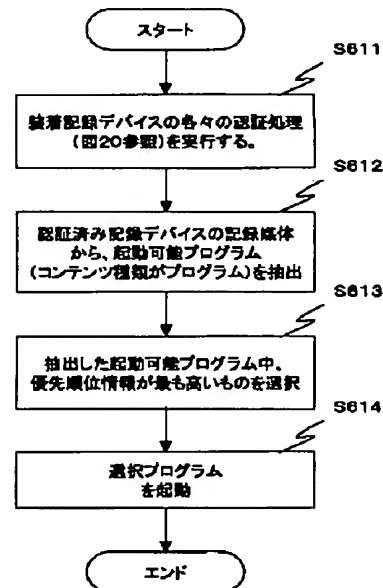 スタート
S611
装着記録デバイスの各々の認証処理
(図20参照)を実行する。
S612
認証済み記録デバイスの記録媒体
から、起動可能プログラム
(コンテンツ種類がプログラム)を抽出
S613
抽出した起動可能プログラム中、
優先順位情報が最も高いものを選択
S614
選択プログラム
を起動
エンド